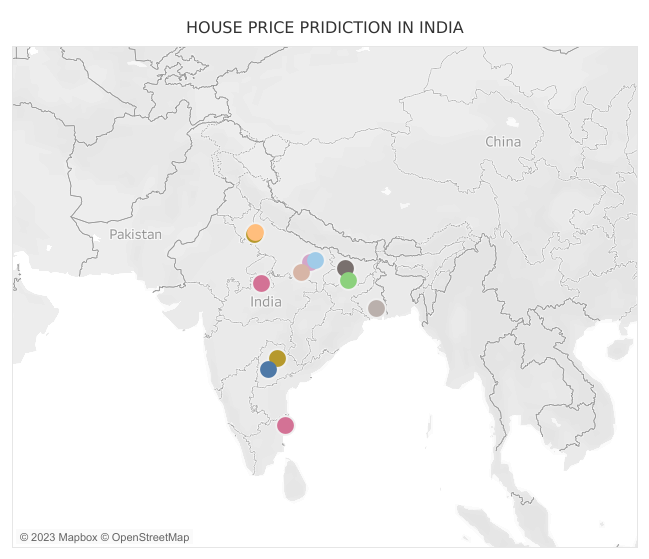 HOUSE PRICE PRIDICTION IN INDIA
China
Pakistan
India
© 2023 Mapbox © OpenStreetMap